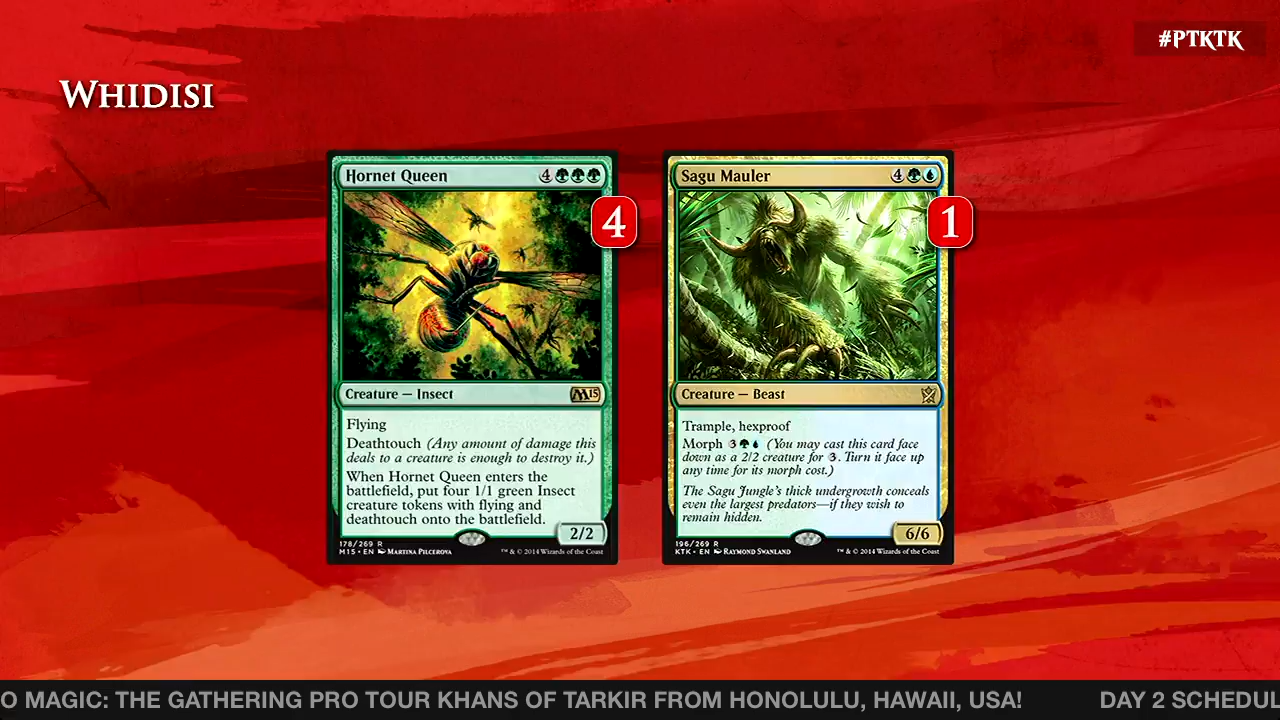 #PTKTK
WHIDISI
Hornet Queen 4
4
Creature — Insect
M15
Flying
Deathtouch (Any amount of damage this
deals to a creature is enough to destroy it.)
When Hornet Queen enters the
battlefield, put four 1/1 green Insect
creature tokens with flying and
deathtouch onto the battlefield.
2/2
178/269 R
M15 • EN MARTINA PILCEROVA
™ & © 2014 Wizards of the Coast
Sagu Mauler 4
1
Creature — Beast
Trample, hexproof
Morph 3 (You may cast this card face
down as a 2/2 creature for 3. Turn it face up
any time for its morph cost.)
The Sagu Jungle's thick undergrowth conceals
even the largest predators—if they wish to
remain hidden.
6/6
196/269 R
KTK • EN RAYMOND SWANLAND
™ & © 2014 Wizards of the Coast
O MAGIC: THE GATHERING PRO TOUR KHANS OF TARKIR FROM HONOLULU, HAWAII, USA! DAY 2 SCHEDUL